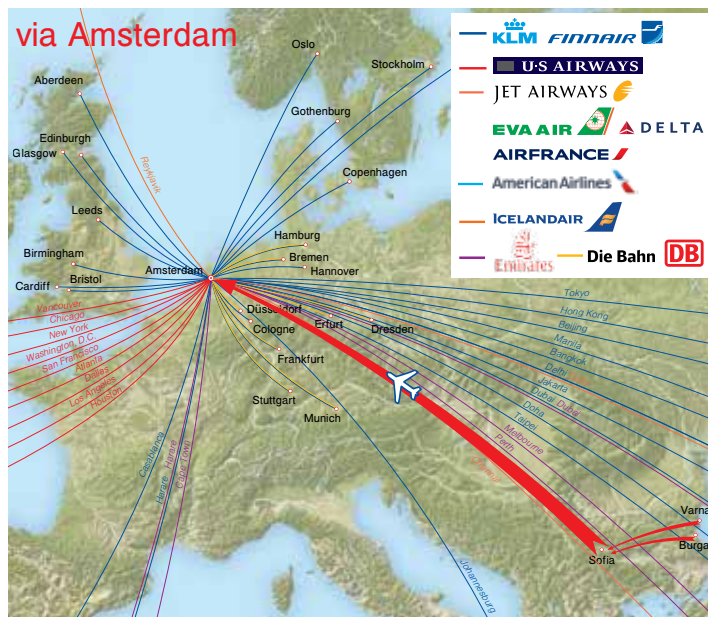 via Amsterdam
KLM FINNAIR
U·S AIRWAYS
JET AIRWAYS
EVA AIR DELTA
AIRFRANCE
American Airlines
ICELANDAIR
Emirates Die Bahn DB
Oslo
Stockholm
Aberdeen
Gothenburg
Edinburgh
Glasgow
Reykjavik
Copenhagen
Leeds
Hamburg
Birmingham
Bremen
Amsterdam
Hannover
Cardiff
Bristol
Düsseldorf
Cologne
Erfurt
Dresden
Frankfurt
Stuttgart
Munich
Vancouver
Chicago
New York
Washington, D.C.
San Francisco
Atlanta
Dallas
Los Angeles
Houston
Tokyo
Hong Kong
Beijing
Manila
Bangkok
Delhi
Jakarta
Dubai Dubai
Doha
Taipei
Melbourne
Perth
Casablanca
Harare
Harare
Cape Town
Johannesburg
Varna
Burga
Sofia